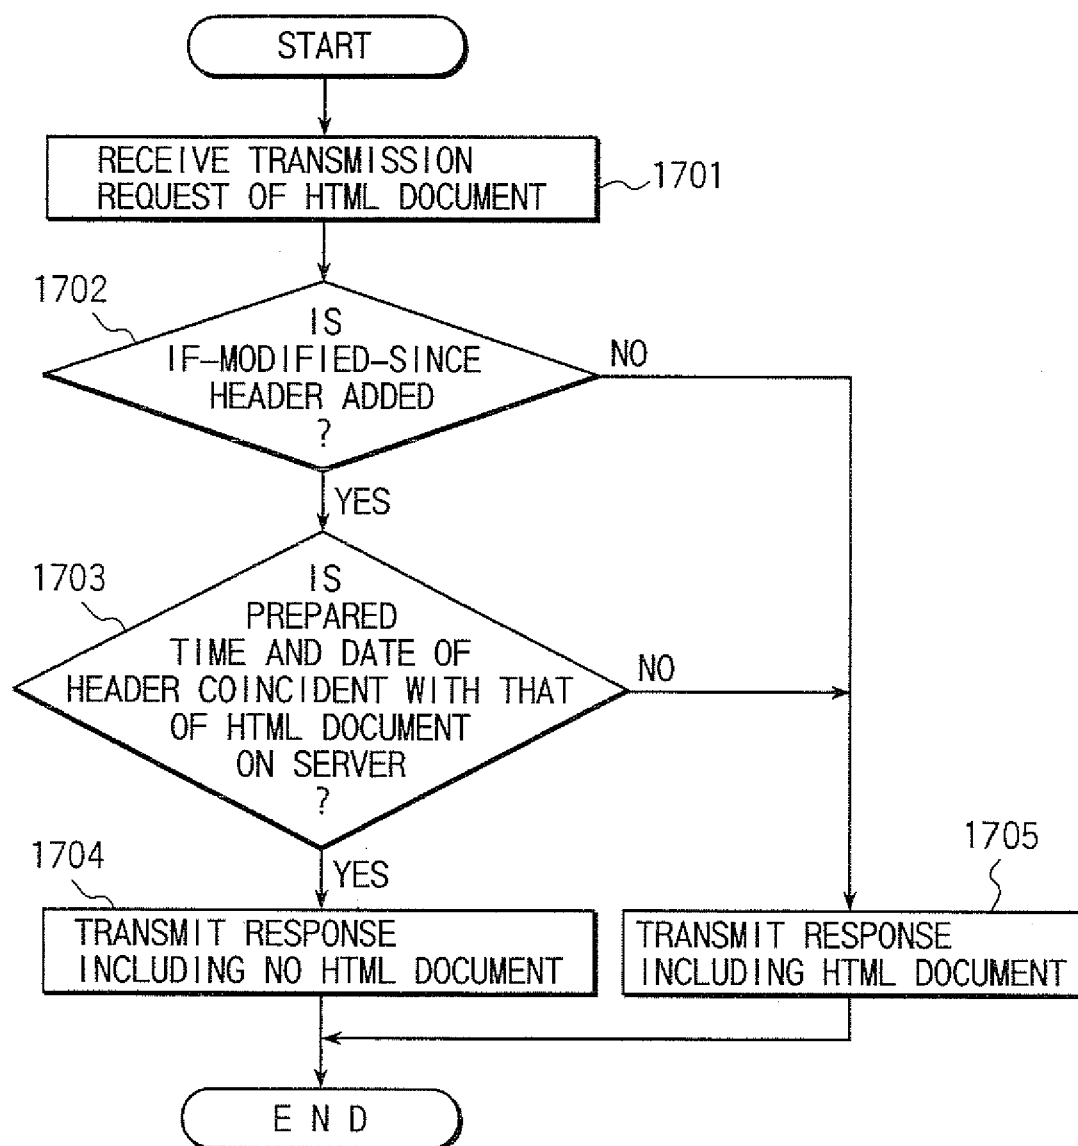 START
RECEIVE TRANSMISSION
REQUEST OF HTML DOCUMENT
1701
1702
IS
IF-MODIFIED-SINCE
HEADER ADDED
?
NO
YES
1703
IS
PREPARED
TIME AND DATE OF
HEADER COINCIDENT WITH THAT
OF HTML DOCUMENT
ON SERVER
?
NO
YES
1704
TRANSMIT RESPONSE
INCLUDING NO HTML DOCUMENT
1705
TRANSMIT RESPONSE
INCLUDING HTML DOCUMENT
END